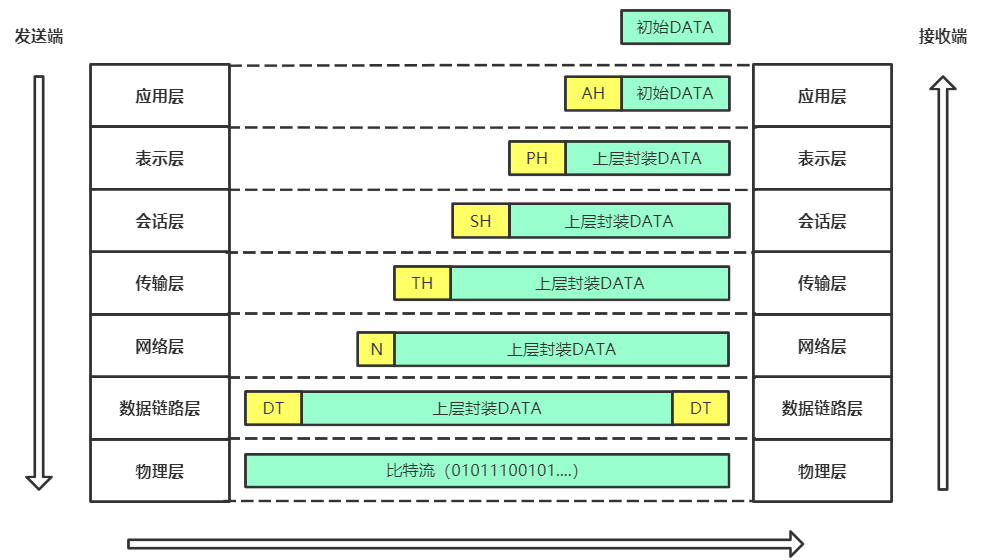 初始DATA
发送端
接收端
应用层
AH
初始DATA
应用层
表示层
PH
上层封装DATA
表示层
会话层
SH
上层封装DATA
会话层
传输层
TH
上层封装DATA
传输层
网络层
N
上层封装DATA
网络层
数据链路层
DT
上层封装DATA
DT
数据链路层
物理层
比特流（01011100101....）
物理层